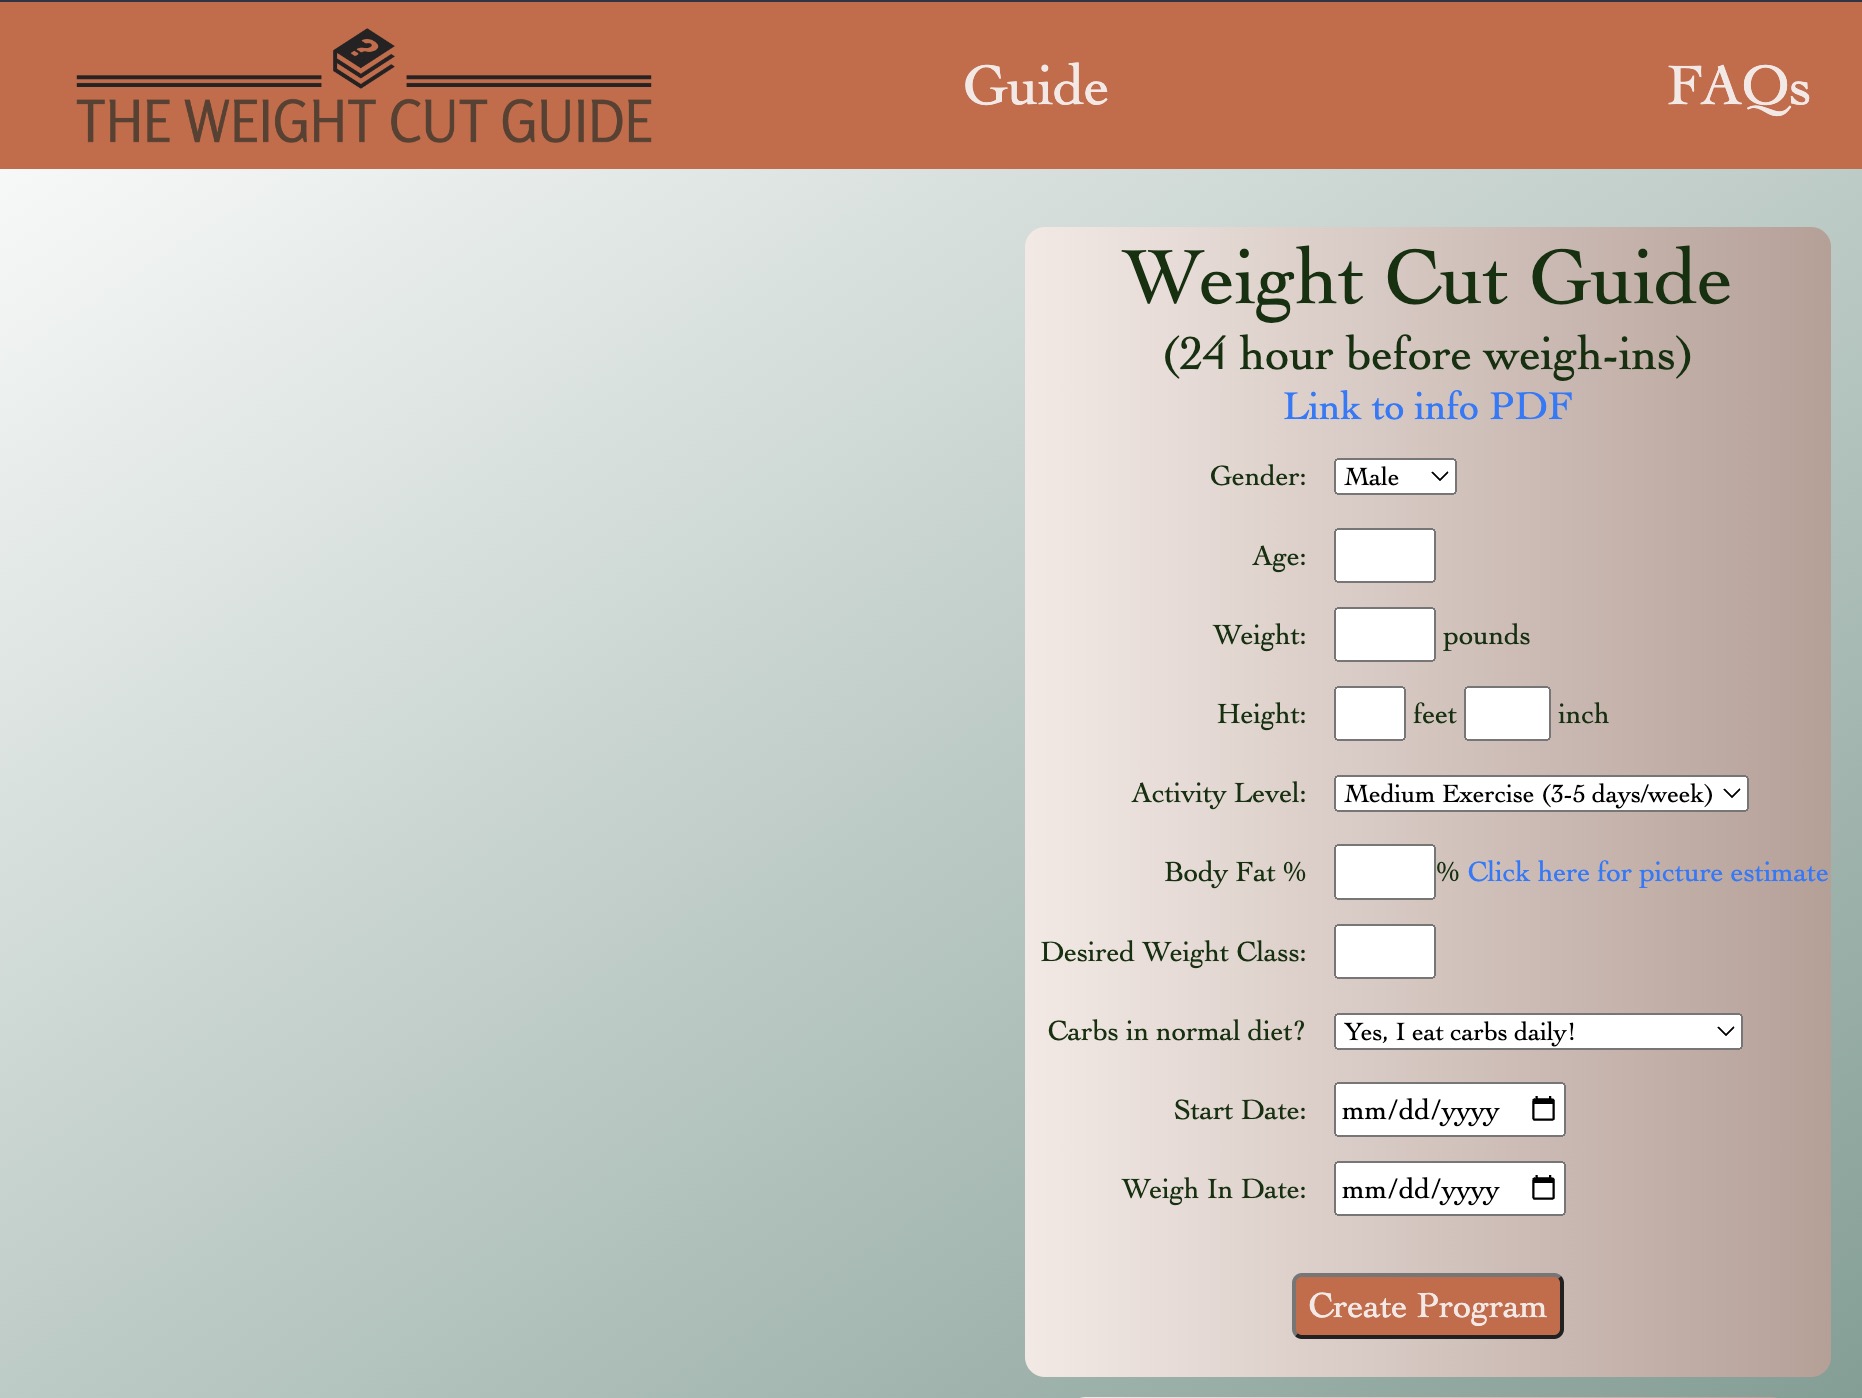 THE WEIGHT CUT GUIDE
Guide
FAQs
Weight Cut Guide
(24 hour before weigh-ins)
Link to info PDF
Gender: Male
Age:
Weight: pounds
Height: feet inch
Activity Level: Medium Exercise (3-5 days/week)
Body Fat % % Click here for picture estimate
Desired Weight Class:
Carbs in normal diet? Yes, I eat carbs daily!
Start Date: mm/dd/yyyy
Weigh In Date: mm/dd/yyyy
Create Program